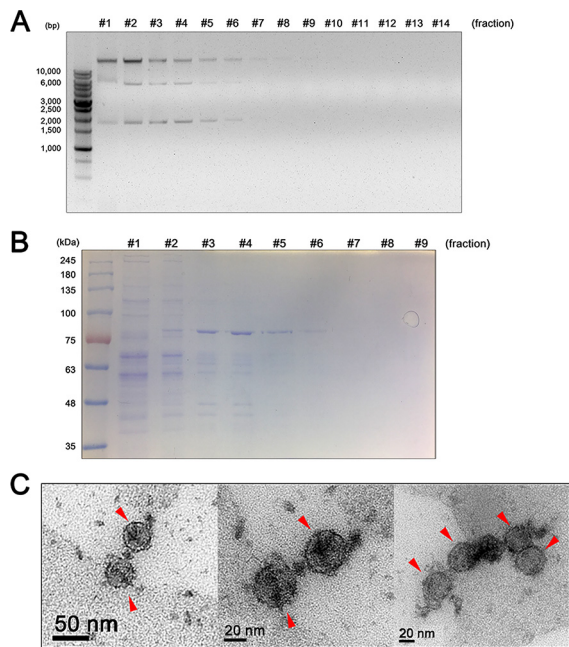 A
(bp) #1 #2 #3 #4 #5 #6 #7 #8 #9 #10 #11 #12 #13 #14 (fraction)
10,000
6,000
3,000
2,500
2,000
1,500
1,000
B
(kDa) #1 #2 #3 #4 #5 #6 #7 #8 #9 (fraction)
245
180
135
100
75
63
48
35
C
50 nm 20 nm 20 nm